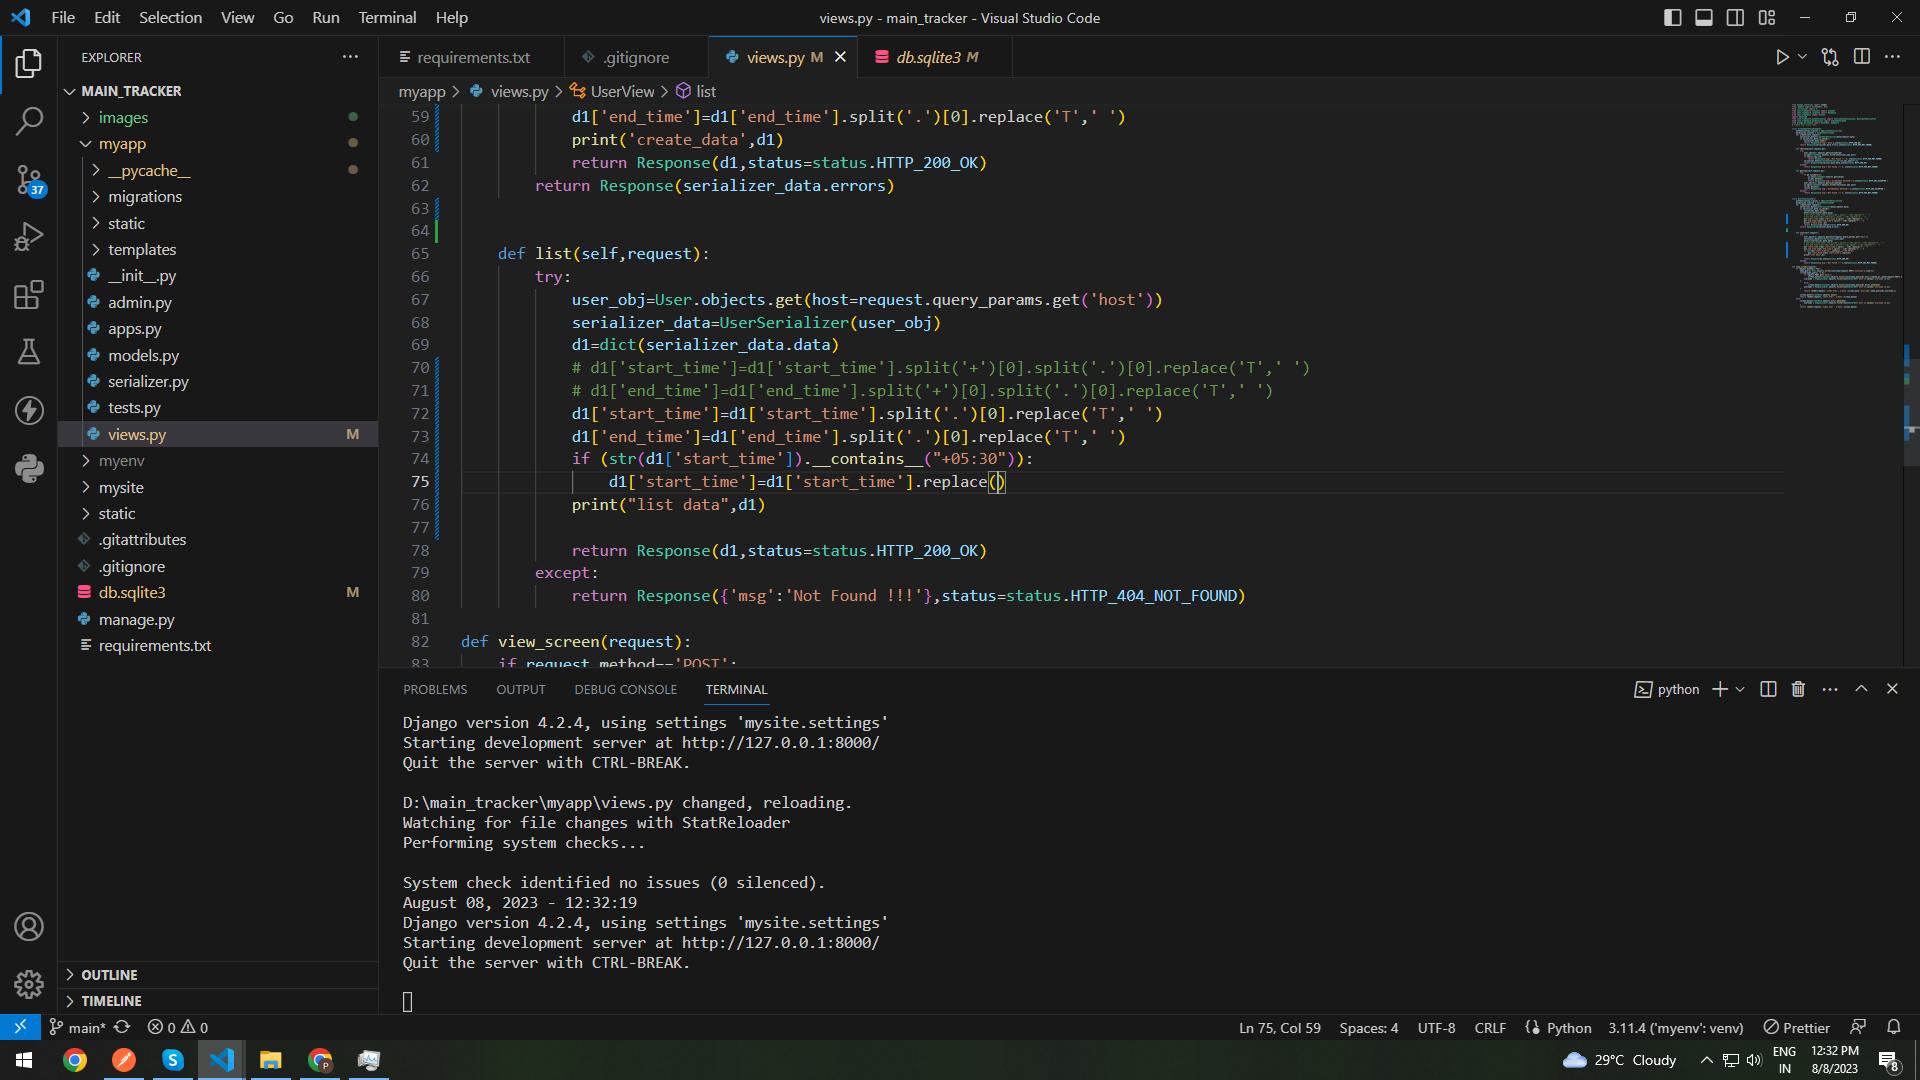 File Edit Selection View Go Run Terminal Help
views.py - main_tracker - Visual Studio Code
EXPLORER
MAIN_TRACKER
images
myapp
__pycache__
migrations
static
templates
__init__.py
admin.py
apps.py
models.py
serializer.py
tests.py
views.py M
myenv
mysite
static
.gitattributes
.gitignore
db.sqlite3 M
manage.py
requirements.txt
OUTLINE
TIMELINE
37
requirements.txt .gitignore views.py M db.sqlite3 M
myapp > views.py > UserView > list
59 d1['end_time']=d1['end_time'].split('.')[0].replace('T',' ')
60 print('create_data',d1)
61 return Response(d1,status=status.HTTP_200_OK)
62 return Response(serializer_data.errors)
63
64
65 def list(self,request):
66 try:
67 user_obj=User.objects.get(host=request.query_params.get('host'))
68 serializer_data=UserSerializer(user_obj)
69 d1=dict(serializer_data.data)
70 # d1['start_time']=d1['start_time'].split('+')[0].split('.')[0].replace('T',' ')
71 # d1['end_time']=d1['end_time'].split('+')[0].split('.')[0].replace('T',' ')
72 d1['start_time']=d1['start_time'].split('.')[0].replace('T',' ')
73 d1['end_time']=d1['end_time'].split('.')[0].replace('T',' ')
74 if (str(d1['start_time']).__contains__("+05:30")):
75 d1['start_time']=d1['start_time'].replace()
76 print("list data",d1)
77
78 return Response(d1,status=status.HTTP_200_OK)
79 except:
80 return Response({'msg':'Not Found !!!'},status=status.HTTP_404_NOT_FOUND)
81
82 def view_screen(request):
83 if request.method=='POST':
PROBLEMS OUTPUT DEBUG CONSOLE TERMINAL
python
Django version 4.2.4, using settings 'mysite.settings'
Starting development server at http://127.0.0.1:8000/
Quit the server with CTRL-BREAK.
D:\main_tracker\myapp\views.py changed, reloading.
Watching for file changes with StatReloader
Performing system checks...
System check identified no issues (0 silenced).
August 08, 2023 - 12:32:19
Django version 4.2.4, using settings 'mysite.settings'
Starting development server at http://127.0.0.1:8000/
Quit the server with CTRL-BREAK.
main* 0 0
Ln 75, Col 59 Spaces: 4 UTF-8 CRLF Python 3.11.4 ('myenv': venv) Prettier
29°C Cloudy
ENG
IN
12:32 PM
8/8/2023
8